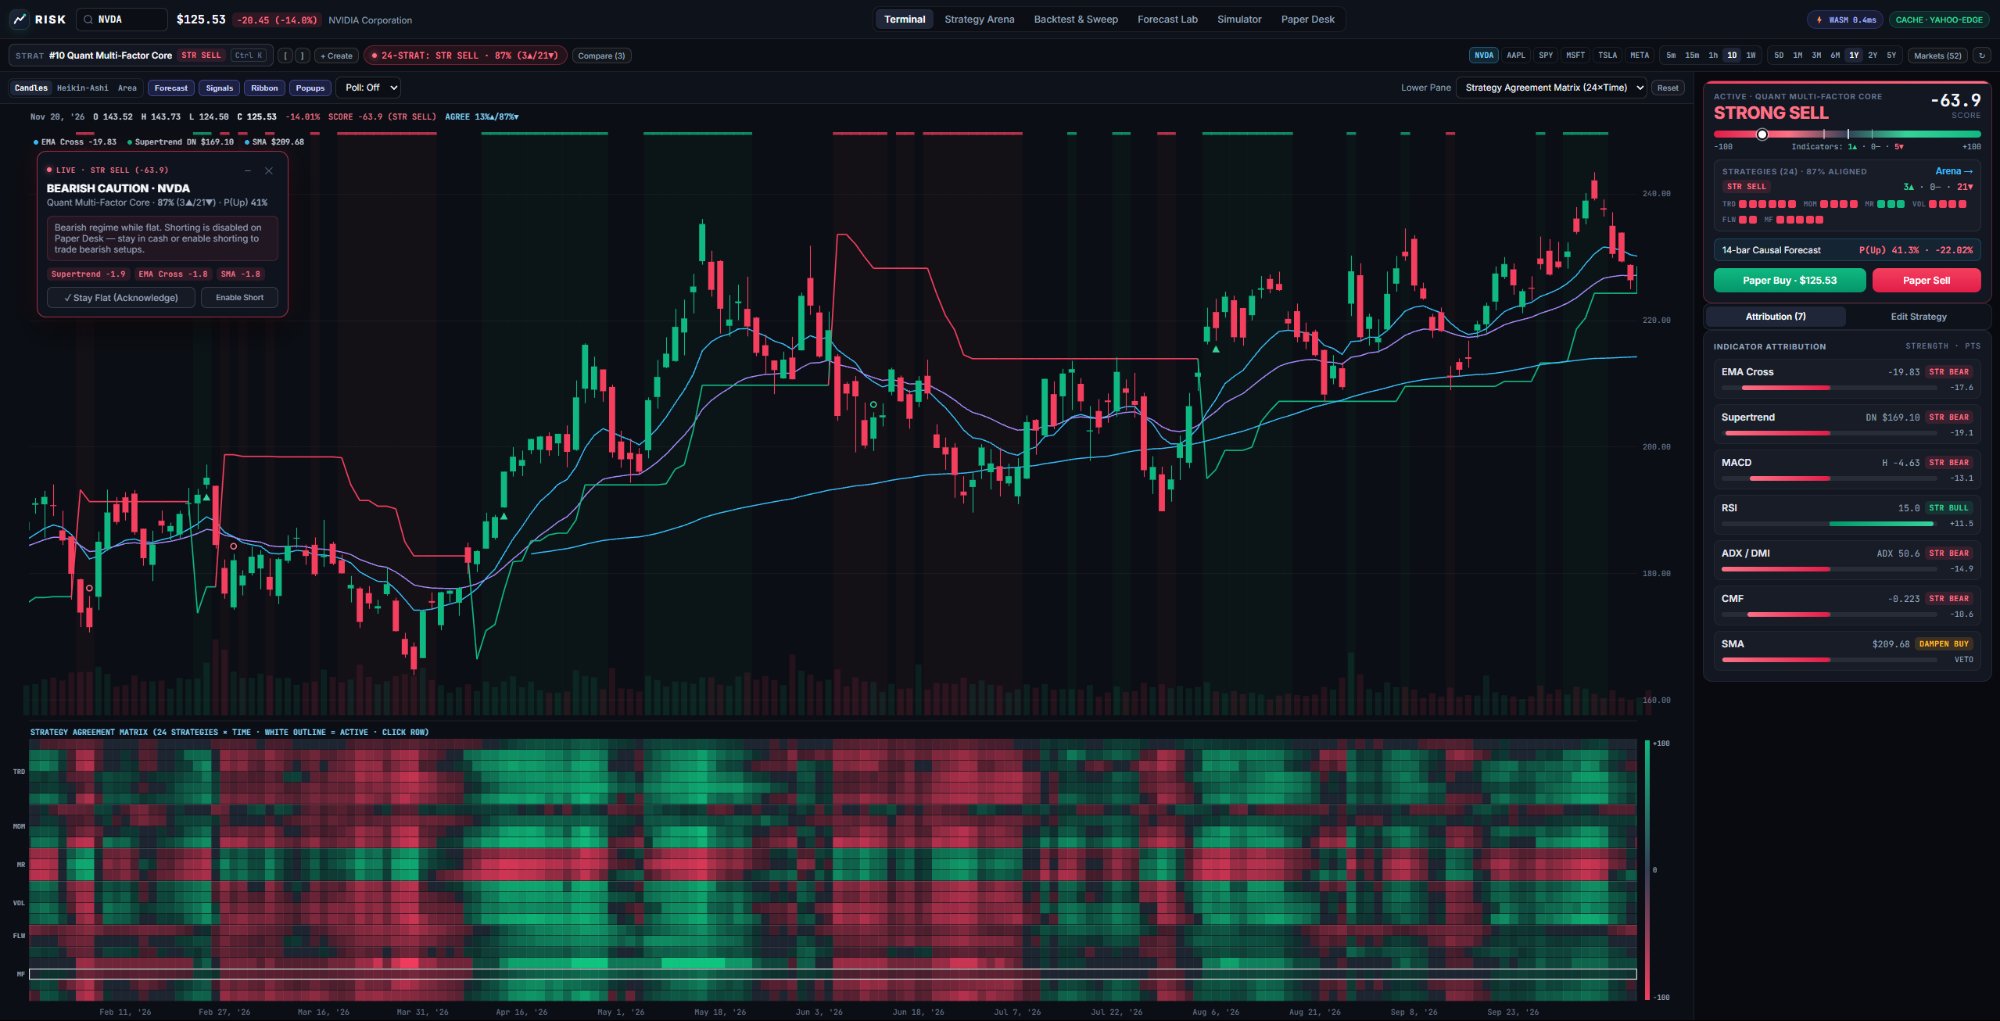 RISK NVDA $125.53 -20.45 (-14.0%) NVIDIA Corporation Terminal Strategy Arena Backtest & Sweep Forecast Lab Simulator Paper Desk WASM 0.4ms CACHE · YAHOO-EDGE
STRAT #10 Quant Multi-Factor Core STR SELL Ctrl K [ ] + Create 24-STRAT: STR SELL · 87% (3▲/21▼) Compare (3) NVDA AAPL SPY MSFT TSLA META 5m 15m 1h 1D 1W 5D 1M 3M 6M 1Y 2Y 5Y Markets (52) ↻
Candles Heikin-Ashi Area Forecast Signals Ribbon Popups Poll: Off Lower Pane Strategy Agreement Matrix (24×Time) Reset
Nov 20, '26 O 143.52 H 143.73 L 124.50 C 125.53 -14.01% SCORE -63.9 (STR SELL) AGREE 13%▲/87%▼
EMA Cross -19.83 Supertrend DN $169.10 SMA $209.68
LIVE · STR SELL (-63.9) − ×
BEARISH CAUTION · NVDA
Quant Multi-Factor Core · 87% (3▲/21▼) · P(Up) 41%
Bearish regime while flat. Shorting is disabled on
Paper Desk — stay in cash or enable shorting to
trade bearish setups.
Supertrend -1.9 EMA Cross -1.8 SMA -1.8
✓ Stay Flat (Acknowledge) Enable Short
240.00
220.00
200.00
180.00
160.00
STRATEGY AGREEMENT MATRIX (24 STRATEGIES × TIME · WHITE OUTLINE = ACTIVE · CLICK ROW)
TRD
MOM
MR
VOL
FLW
MF
+100
0
-100
Feb 11, '26 Feb 27, '26 Mar 16, '26 Mar 31, '26 Apr 16, '26 May 1, '26 May 18, '26 Jun 3, '26 Jun 18, '26 Jul 7, '26 Jul 22, '26 Aug 6, '26 Aug 21, '26 Sep 8, '26 Sep 23, '26
ACTIVE · QUANT MULTI-FACTOR CORE -63.9
STRONG SELL SCORE
-100 Indicators: 1▲ · 0— · 5▼ +100
STRATEGIES (24) · 87% ALIGNED Arena →
STR SELL 3▲ · 0— · 21▼
TRD MOM MR VOL
FLW MF
14-bar Causal Forecast P(Up) 41.3% · -22.02%
Paper Buy · $125.53 Paper Sell
Attribution (7) Edit Strategy
INDICATOR ATTRIBUTION STRENGTH · PTS
EMA Cross -19.83 STR BEAR
-17.6
Supertrend DN $169.10 STR BEAR
-19.1
MACD H -4.63 STR BEAR
-13.1
RSI 15.0 STR BULL
+11.5
ADX / DMI ADX 50.6 STR BEAR
-14.9
CMF -0.223 STR BEAR
-10.6
SMA $209.68 DAMPEN BUY
VETO